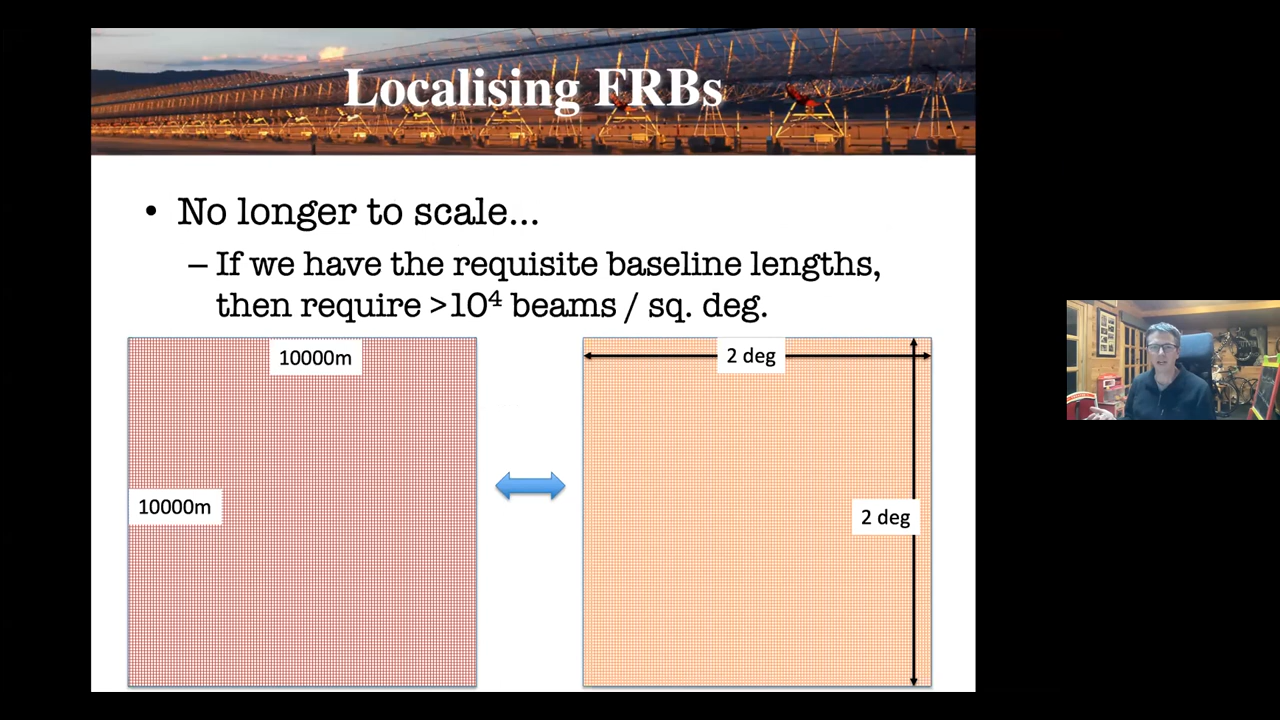 Localising FRBs
• No longer to scale...
– If we have the requisite baseline lengths,
then require >10⁴ beams / sq. deg.
10000m
2 deg
10000m
2 deg